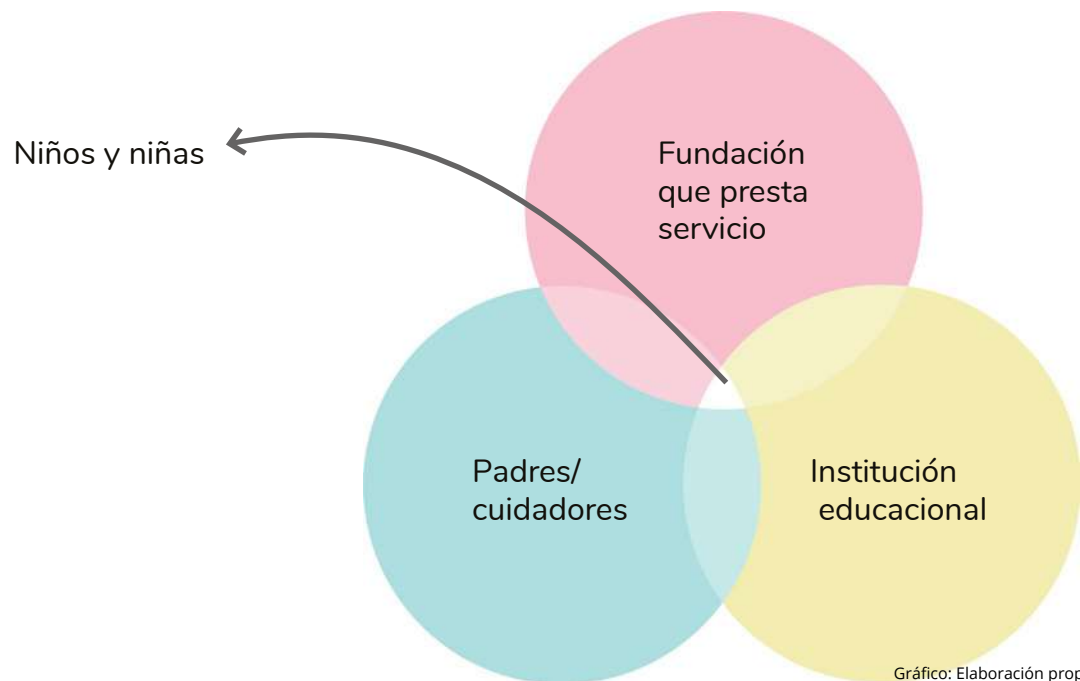 Niños y niñas
Fundación
que presta
servicio
Padres/
cuidadores
Institución
educacional
Gráfico: Elaboración prop